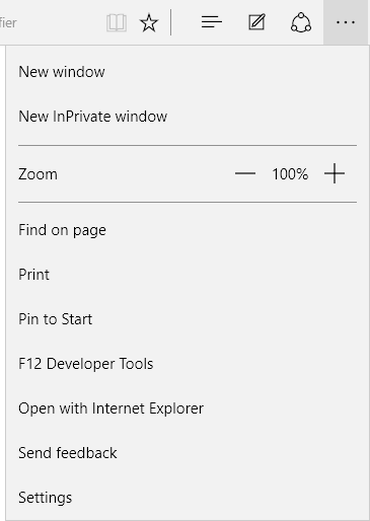 fier
New window
New InPrivate window
Zoom 100%
Find on page
Print
Pin to Start
F12 Developer Tools
Open with Internet Explorer
Send feedback
Settings